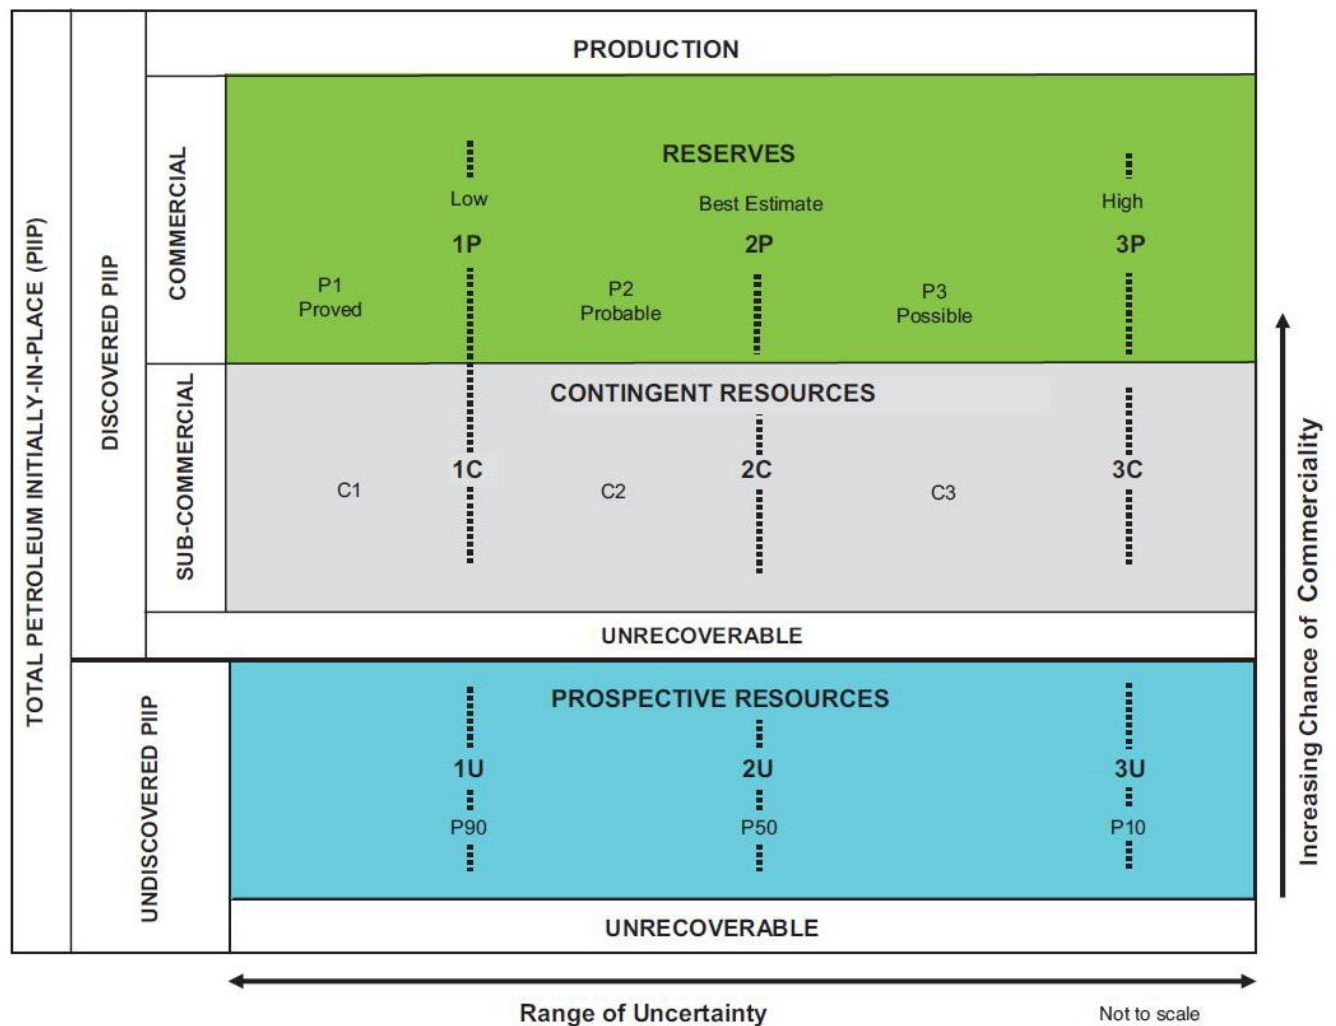 TOTAL PETROLEUM INITIALLY-IN-PLACE (PIIP)
DISCOVERED PIIP
PRODUCTION
COMMERCIAL
RESERVES
Low
Best Estimate
High
1P
2P
3P
P1
Proved
P2
Probable
P3
Possible
SUB-COMMERCIAL
CONTINGENT RESOURCES
1C
2C
3C
C1
C2
C3
UNRECOVERABLE
UNDISCOVERED PIIP
PROSPECTIVE RESOURCES
1U
2U
3U
P90
P50
P10
UNRECOVERABLE
Increasing Chance of Commerciality
Range of Uncertainty
Not to scale